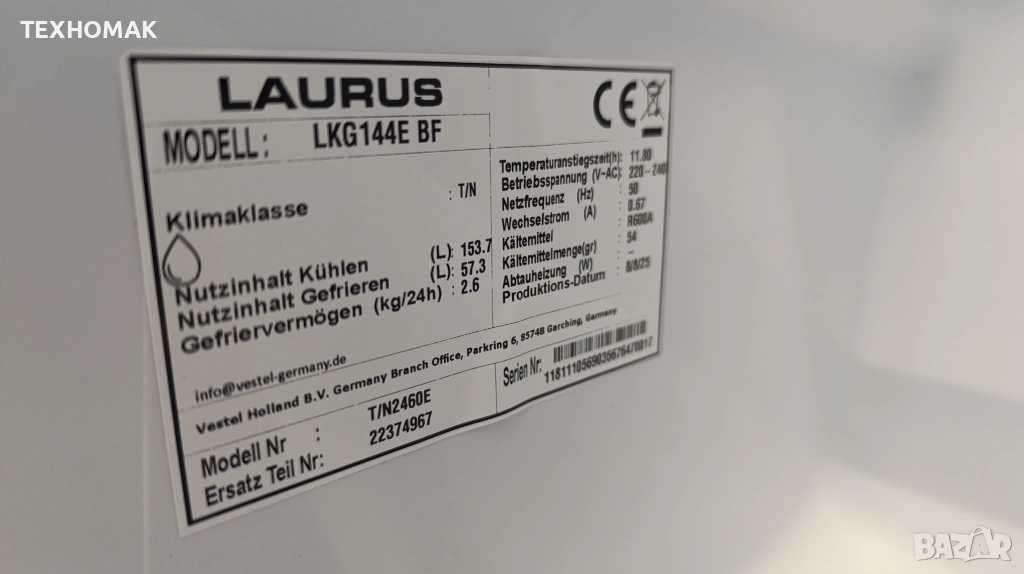 ТЕХНОМАК
LAURUS
MODELL: LKG144E BF
Klimaklasse : T/N
Nutzinhalt Kühlen (L): 153.7
Nutzinhalt Gefrieren (L): 57.3
Gefriervermögen (kg/24h) : 2.6
CE
Temperaturanstiegszeit(h): 11.80
Betriebsspannung (V~AC): 220-240
Netzfrequenz (Hz) : 50
Wechselstrom (A) : 0.67
Kältemittel : R600A
Kältemittelmenge(gr) : 54
Abtauheizung (W) : --
Produktions-Datum : 8/8/25
info@vestel-germany.de
Vestel Holland B.V. Germany Branch Office, Parkring 6, 85748 Garching, Germany
Modell Nr : T/N2460E
Ersatz Teil Nr: 22374967
Serien Nr:
BAZAR